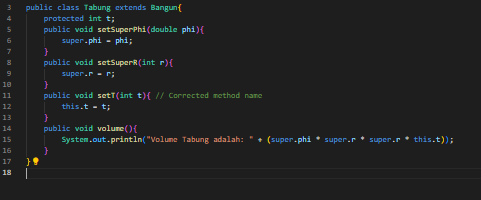 3 public class Tabung extends Bangun{
4 protected int t;
5 public void setSuperPhi(double phi){
6 super.phi = phi;
7 }
8 public void setSuperR(int r){
9 super.r = r;
10 }
11 public void setT(int t){ // Corrected method name
12 this.t = t;
13 }
14 public void volume(){
15 System.out.println("Volume Tabung adalah: " + (super.phi * super.r * super.r * this.t));
16 }
17 }
18